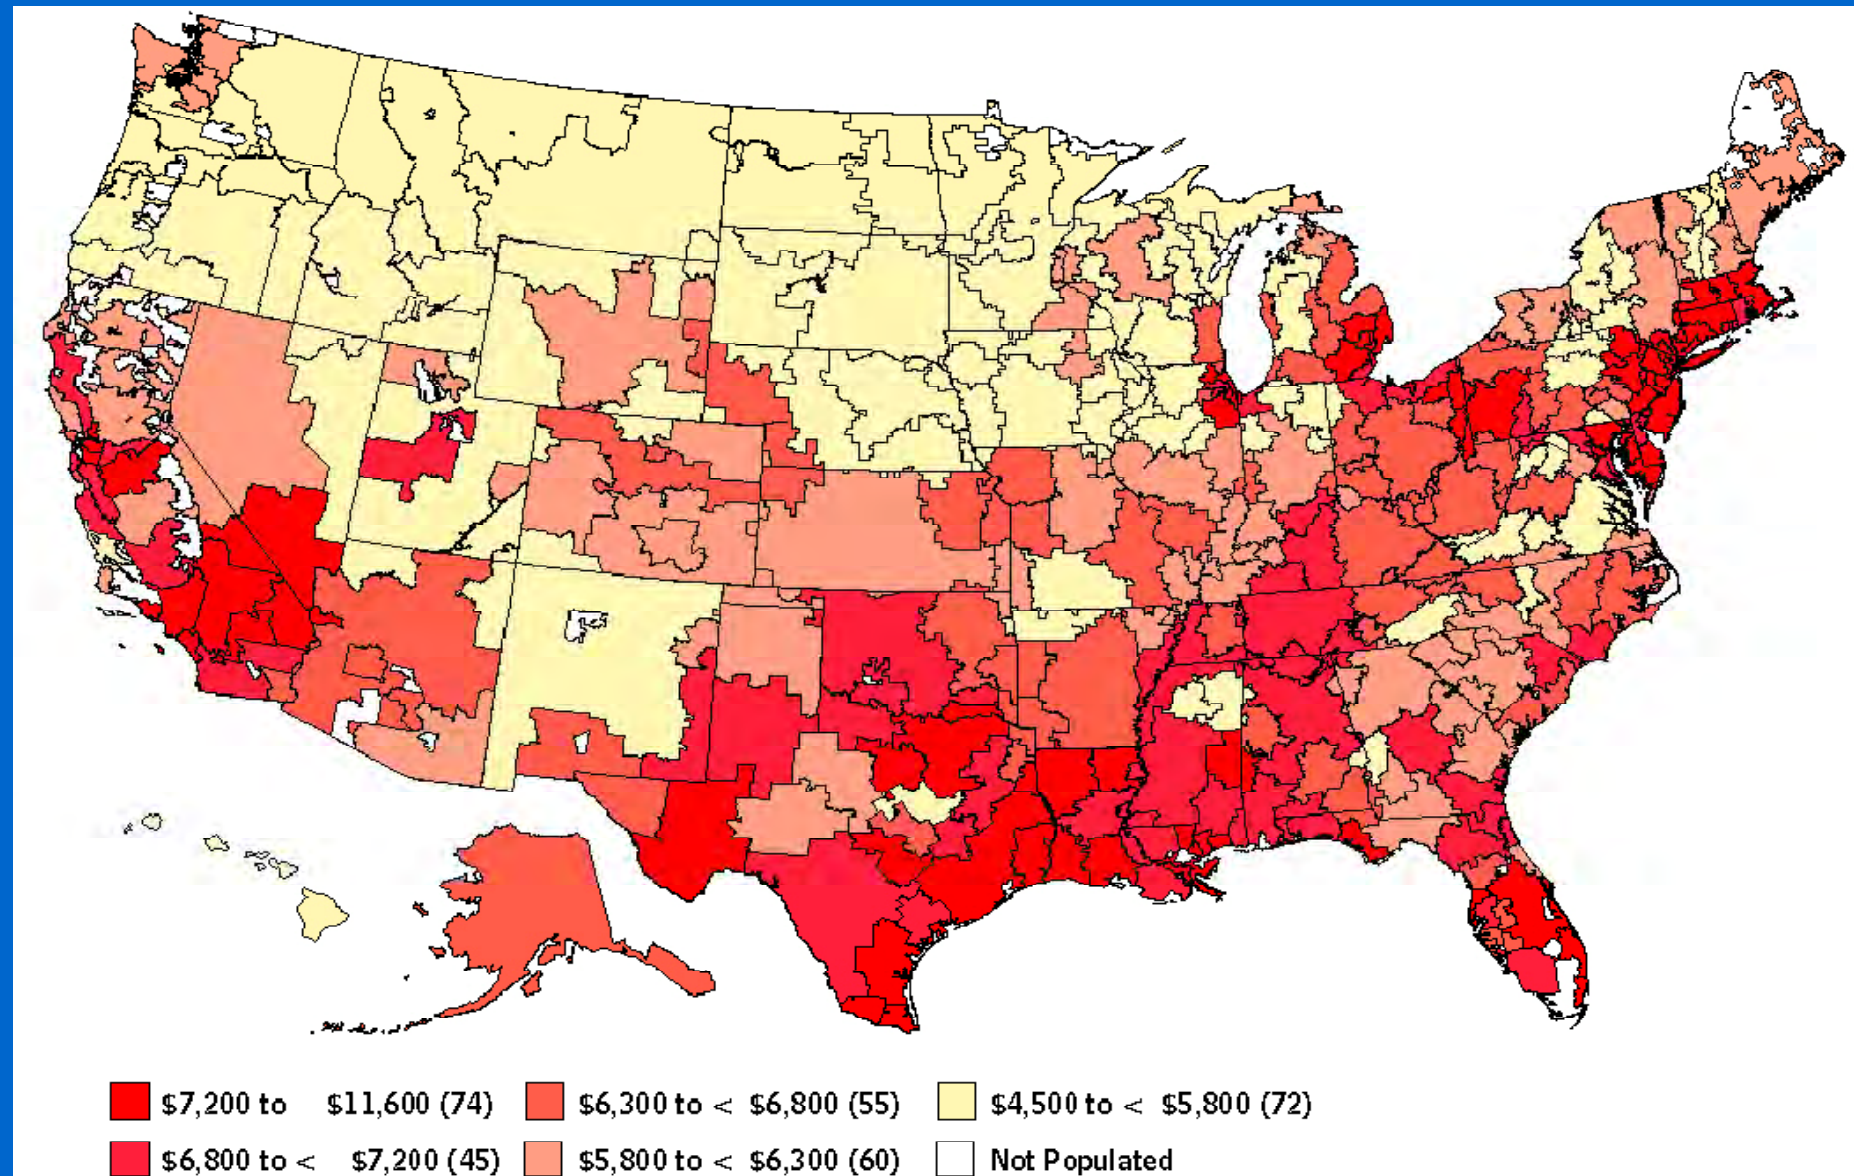 $7,200 to $11,600 (74) $6,300 to < $6,800 (55) $4,500 to < $5,800 (72)
$6,800 to < $7,200 (45) $5,800 to < $6,300 (60) Not Populated